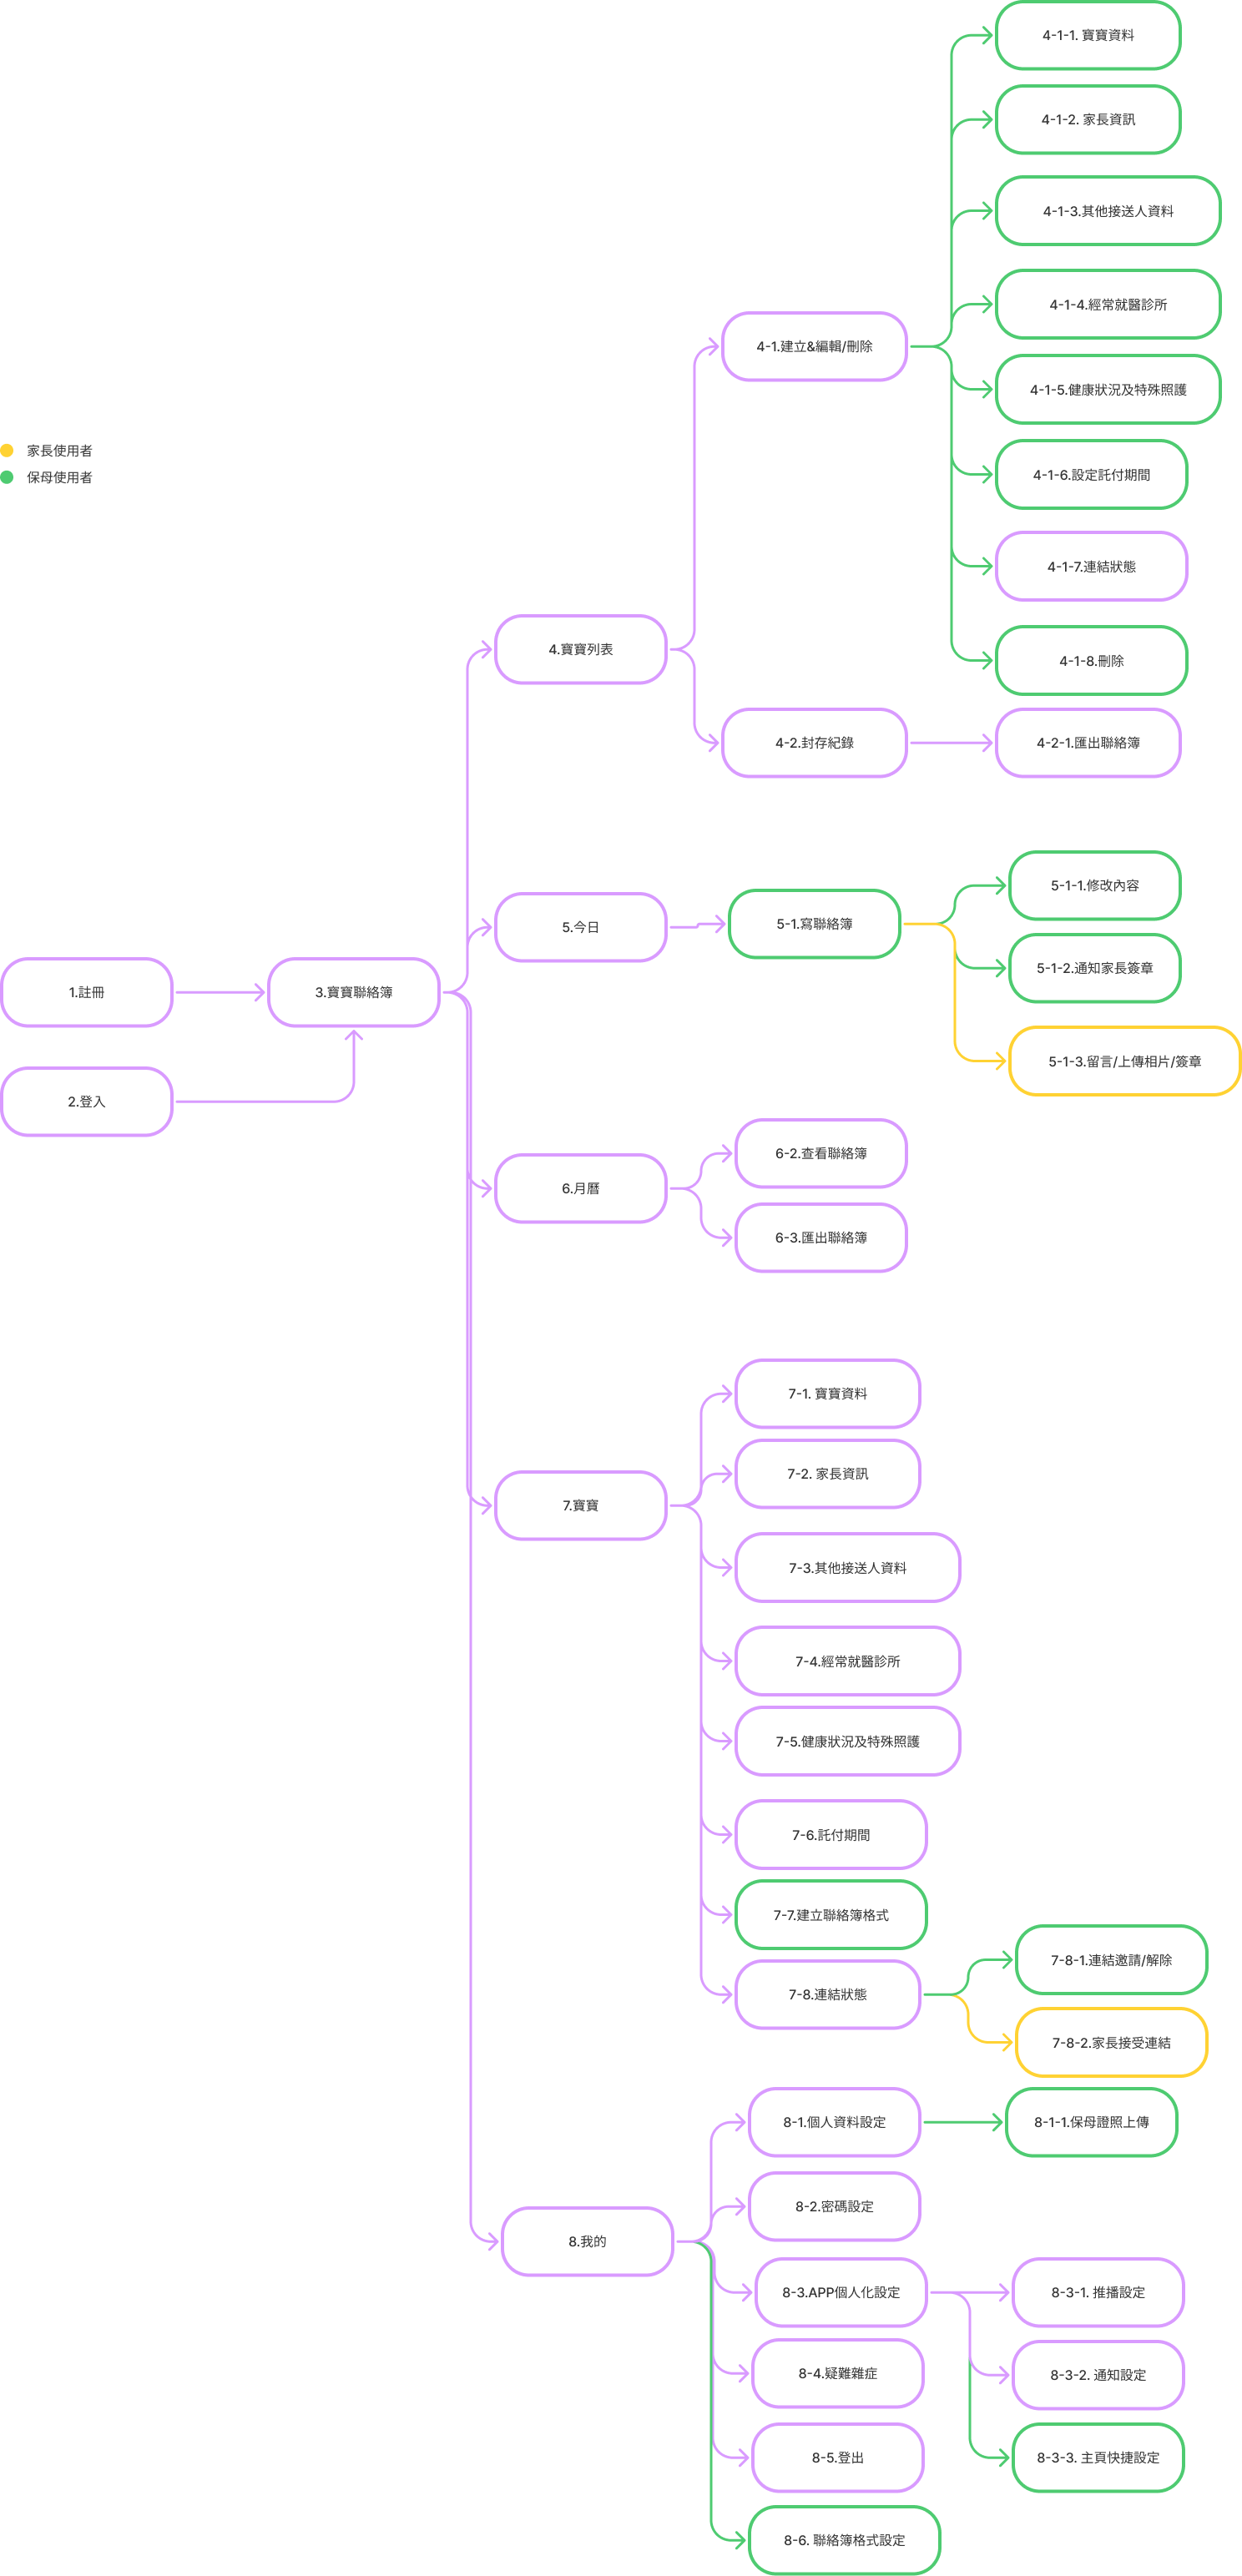 家長使用者
保母使用者
1.註冊
2.登入
3.寶寶聯絡簿
4.寶寶列表
4-1.建立&編輯/刪除
4-1-1. 寶寶資料
4-1-2. 家長資訊
4-1-3.其他接送人資料
4-1-4.經常就醫診所
4-1-5.健康狀況及特殊照護
4-1-6.設定託付期間
4-1-7.連結狀態
4-1-8.刪除
4-2.封存紀錄
4-2-1.匯出聯絡簿
5.今日
5-1.寫聯絡簿
5-1-1.修改內容
5-1-2.通知家長簽章
5-1-3.留言/上傳相片/簽章
6.月曆
6-2.查看聯絡簿
6-3.匯出聯絡簿
7.寶寶
7-1. 寶寶資料
7-2. 家長資訊
7-3.其他接送人資料
7-4.經常就醫診所
7-5.健康狀況及特殊照護
7-6.託付期間
7-7.建立聯絡簿格式
7-8.連結狀態
7-8-1.連結邀請/解除
7-8-2.家長接受連結
8.我的
8-1.個人資料設定
8-1-1.保母證照上傳
8-2.密碼設定
8-3.APP個人化設定
8-3-1. 推播設定
8-3-2. 通知設定
8-3-3. 主頁快捷設定
8-4.疑難雜症
8-5.登出
8-6. 聯絡簿格式設定